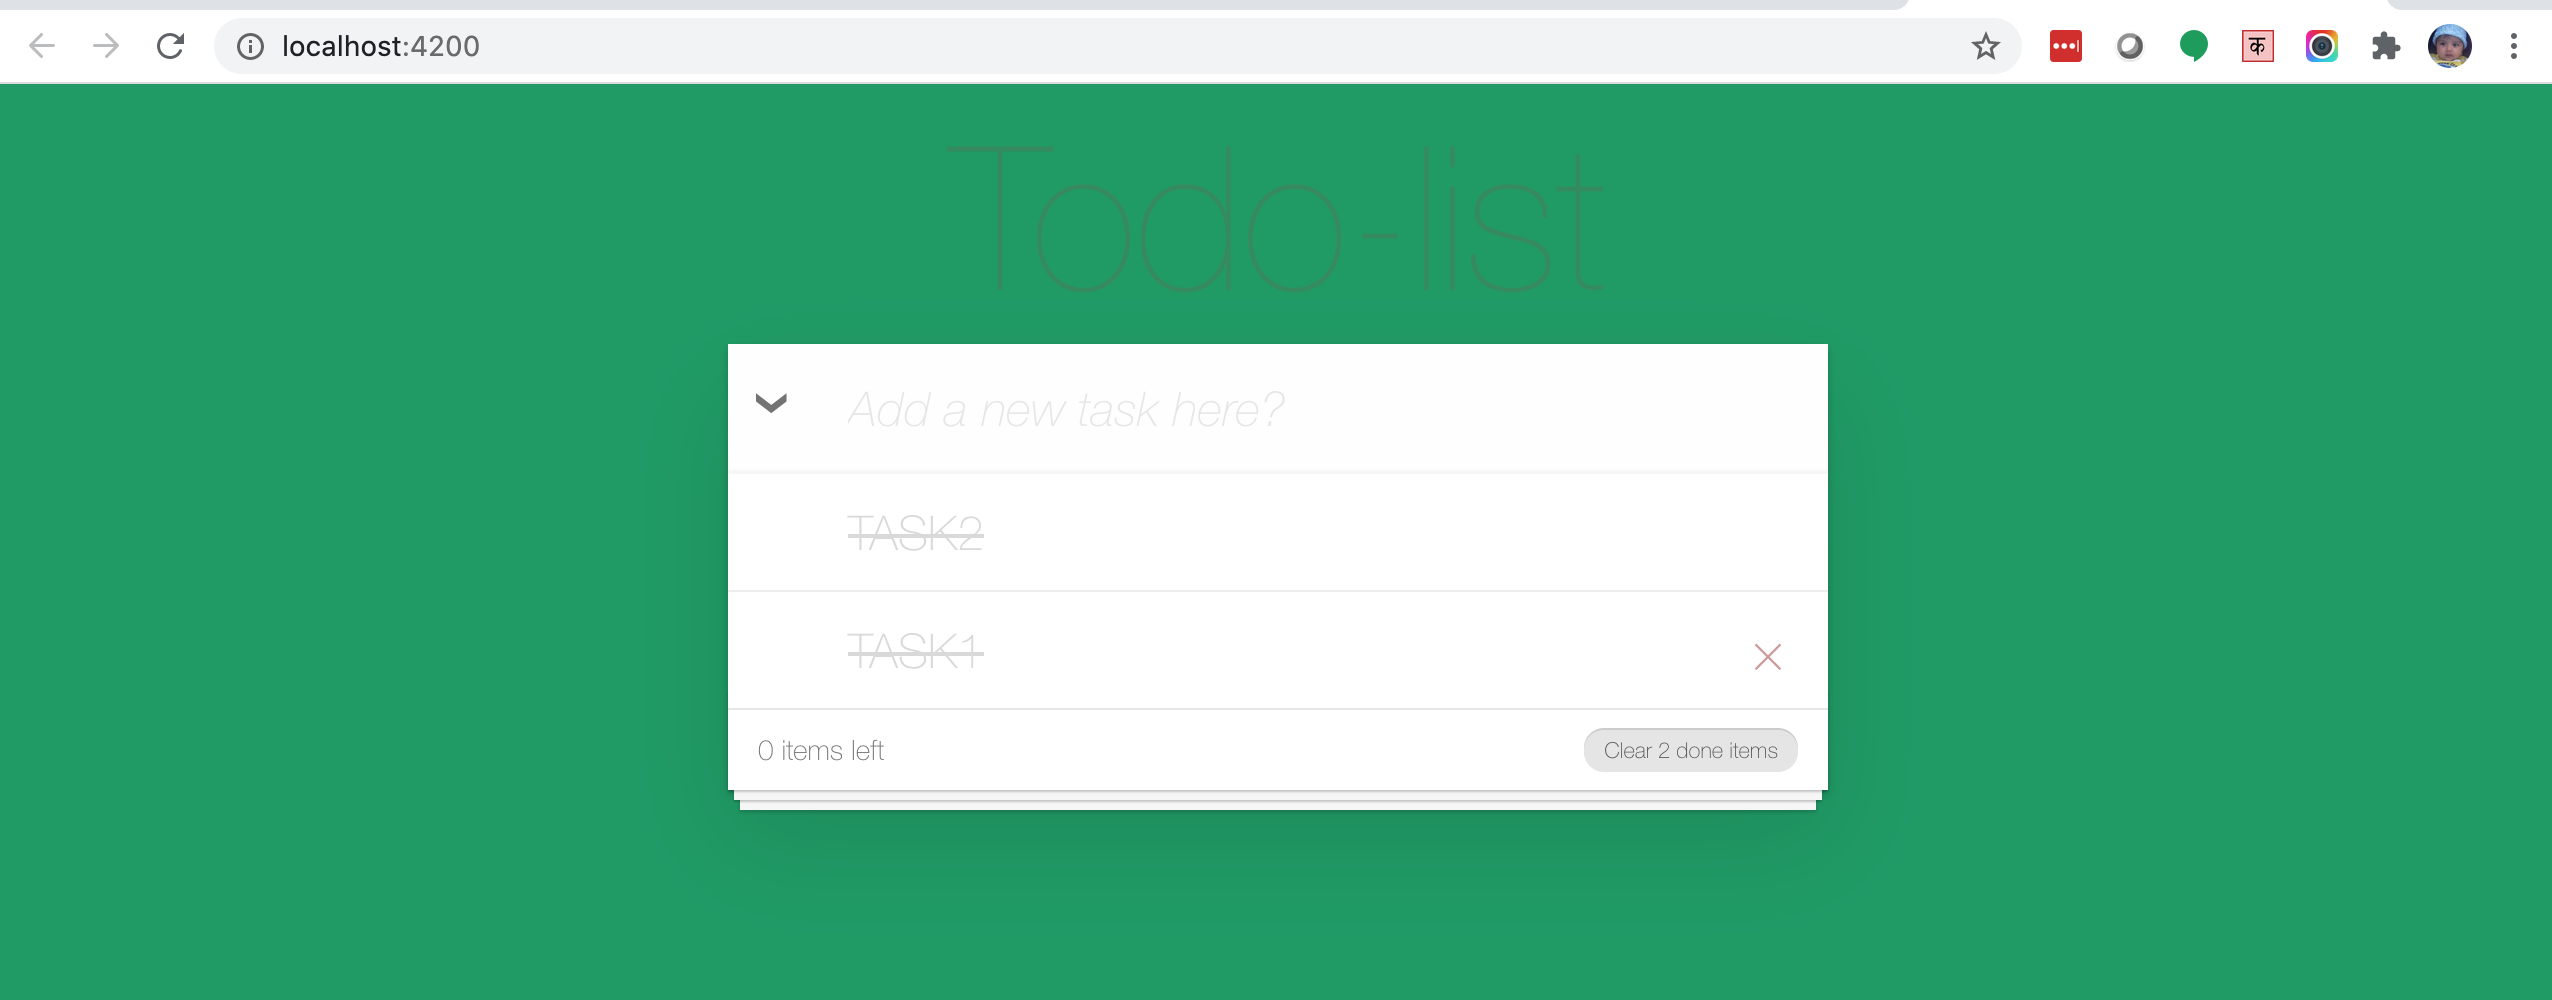 localhost:4200
क
Todo-list
Add a new task here?
TASK2
TASK1
0 items left
Clear 2 done items